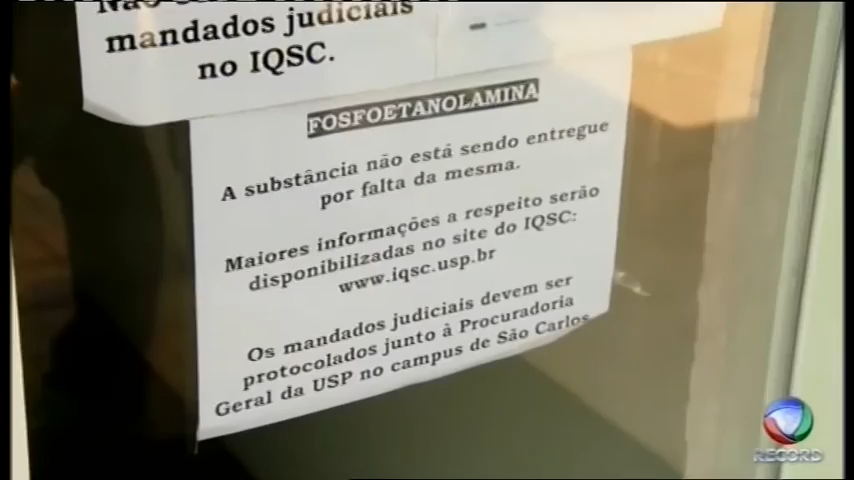 mandados judiciais
no IQSC.
FOSFOETANOLAMINA
A substância não está sendo entregue
por falta da mesma.
Maiores informações a respeito serão
disponibilizadas no site do IQSC:
www.iqsc.usp.br
Os mandados judiciais devem ser
protocolados junto à Procuradoria
Geral da USP no campus de São Carlos
RECORD